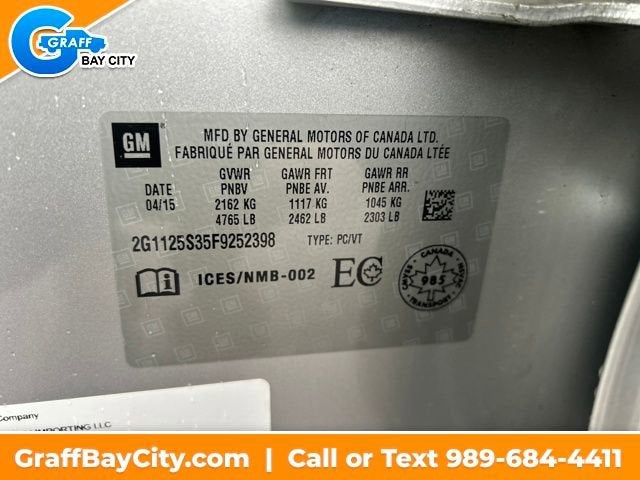 GRAFF
BAY CITY
GM
MFD BY GENERAL MOTORS OF CANADA LTD.
FABRIQUÉ PAR GENERAL MOTORS DU CANADA LTÉE
GVWR GAWR FRT GAWR RR
DATE PNBV PNBE AV. PNBE ARR.
04/15 2162 KG 1117 KG 1045 KG
4765 LB 2462 LB 2303 LB
2G1125S35F9252398 TYPE: PC/VT
ICES/NMB-002 EC
985
TRANSPORT
Company
IMPORTING LLC
GraffBayCity.com | Call or Text 989-684-4411